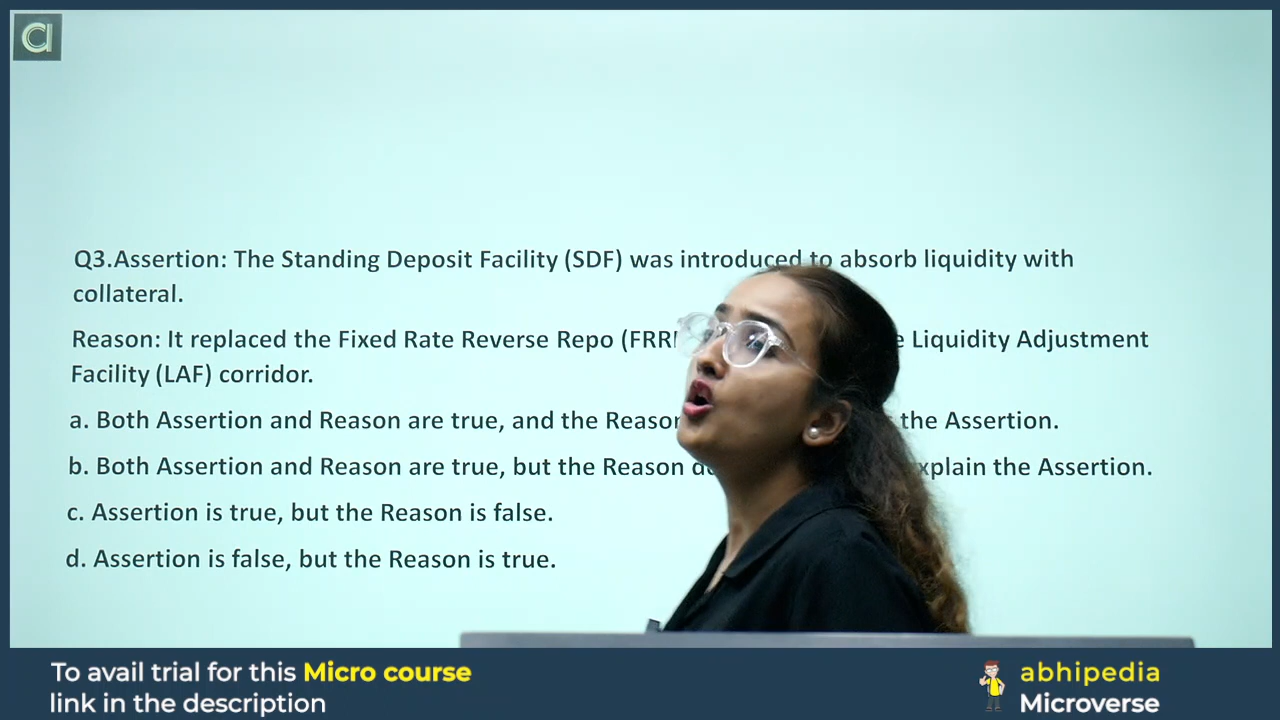 a
Q3.Assertion: The Standing Deposit Facility (SDF) was introduced to absorb liquidity with
collateral.
Reason: It replaced the Fixed Rate Reverse Repo Liquidity Adjustment
Facility (LAF) corridor.
a. Both Assertion and Reason are true, and the Reason the Assertion.
b. Both Assertion and Reason are true, but the Reason the Assertion.
c. Assertion is true, but the Reason is false.
d. Assertion is false, but the Reason is true.
To avail trial for this Micro course
link in the description
abhipedia
Microverse